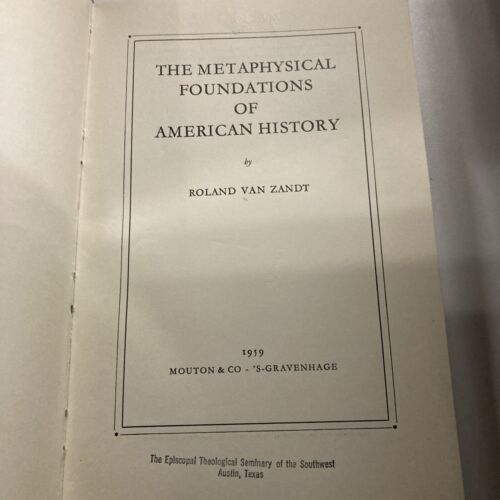 THE METAPHYSICAL
FOUNDATIONS
OF
AMERICAN HISTORY
by
ROLAND VAN ZANDT
1959
MOUTON & CO - 'S-GRAVENHAGE
The Episcopal Theological Seminary of the Southwest
Austin, Texas